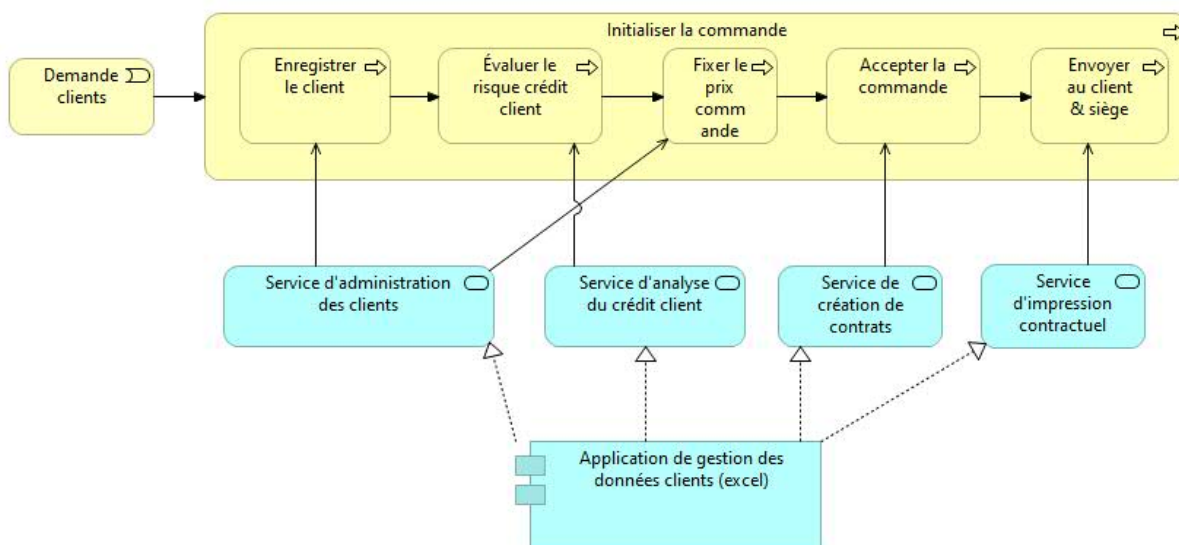 Initialiser la commande
Demande
clients
Enregistrer
le client
Évaluer le
risque crédit
client
Fixer le
prix
comm
ande
Accepter la
commande
Envoyer
au client
& siège
Service d'administration
des clients
Service d'analyse
du crédit client
Service de
création de
contrats
Service
d'impression
contractuel
Application de gestion des
données clients (excel)